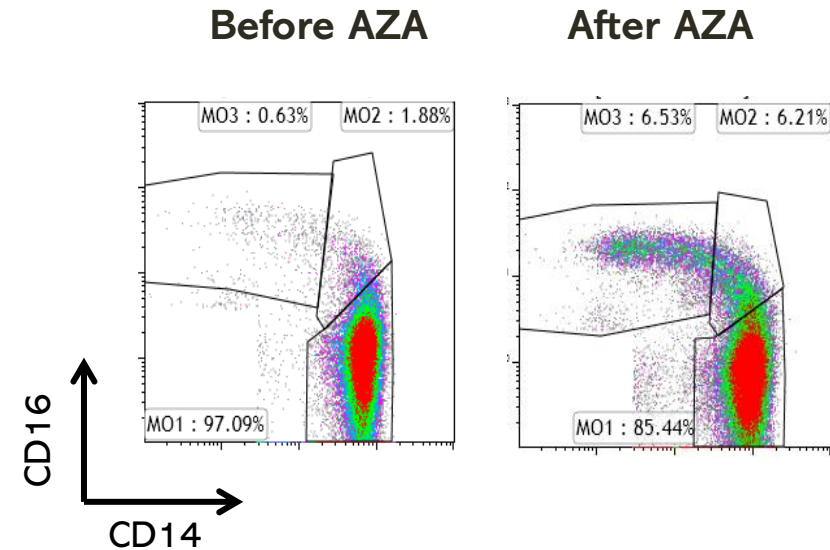 Before AZA
After AZA
MO3 : 0.63%
MO2 : 1.88%
MO1 : 97.09%
MO3 : 6.53%
MO2 : 6.21%
MO1 : 85.44%
CD16
CD14